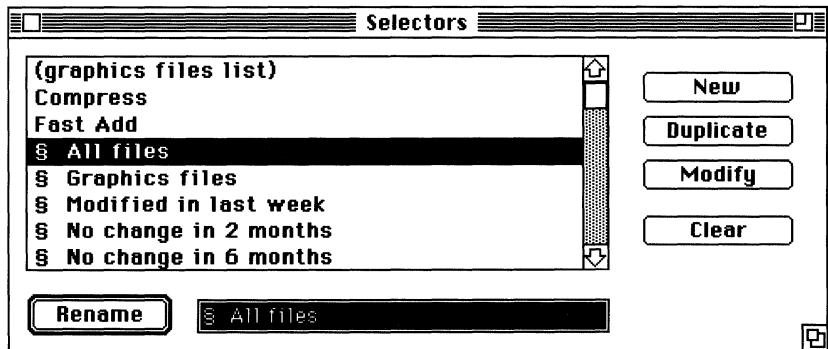 Selectors
(graphics files list)
Compress
Fast Add
§ All files
§ Graphics files
§ Modified in last week
§ No change in 2 months
§ No change in 6 months
New
Duplicate
Modify
Clear
Rename
§ All files